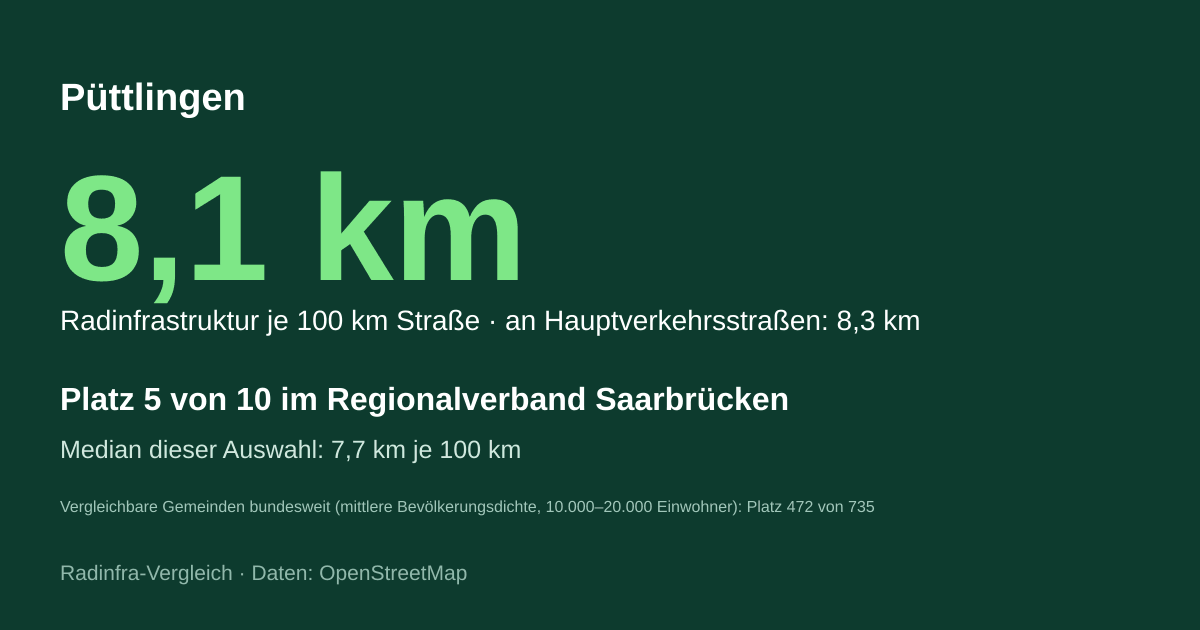 Püttlingen
8,1 km
Radinfrastruktur je 100 km Straße · an Hauptverkehrsstraßen: 8,3 km
Platz 5 von 10 im Regionalverband Saarbrücken
Median dieser Auswahl: 7,7 km je 100 km
Vergleichbare Gemeinden bundesweit (mittlere Bevölkerungsdichte, 10.000–20.000 Einwohner): Platz 472 von 735
Radinfra-Vergleich · Daten: OpenStreetMap